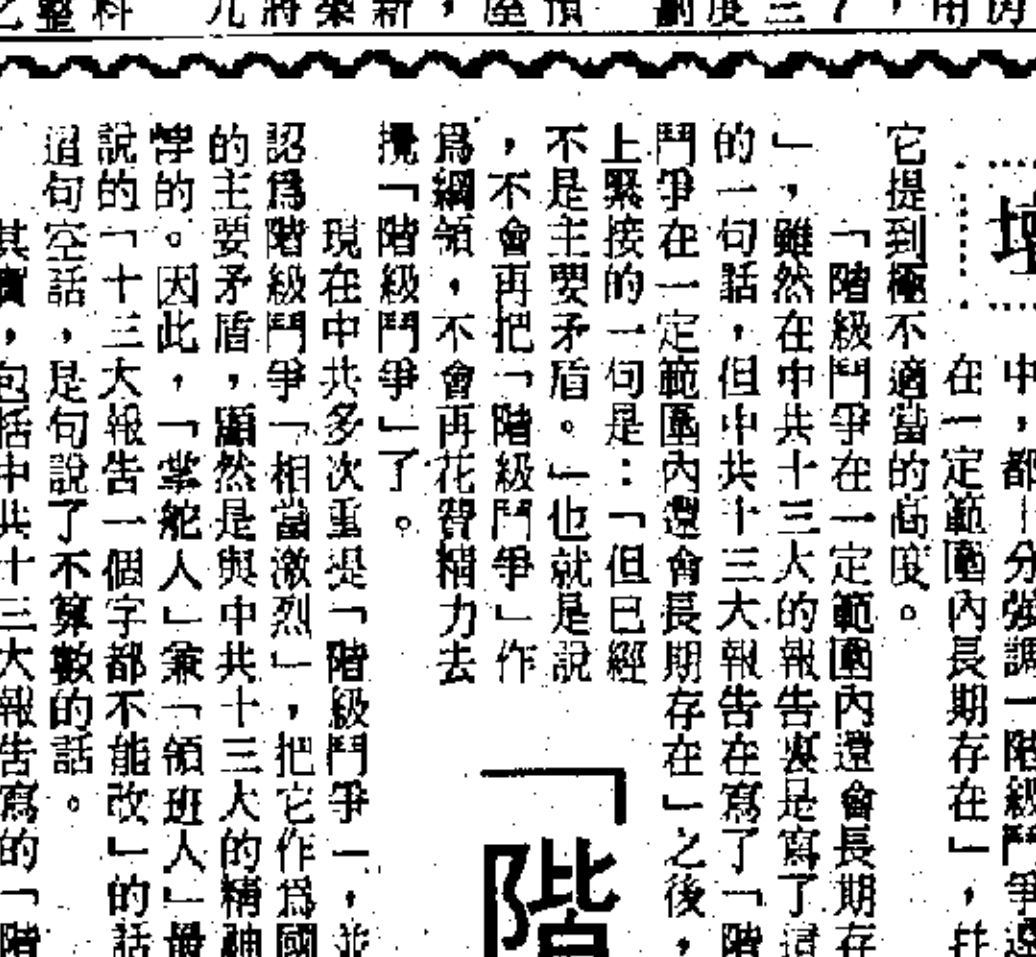 壇
中，都十分強調「階級鬥爭還
在一定範圍內長期存在」，并
它提到極不適當的高度。
「階級鬥爭在一定範圍內還會長期存
」，雖然在中共十三大的報告裏是寫了這
的一句話，但中共十三大報告在寫了「階
鬥爭在一定範圍內還會長期存在」之後，
上緊接的一句是：「但已經
不是主要矛盾。」也就是說
，不會再把「階級鬥爭」作
爲綱領，不會再花費精力去
攪「階級鬥爭」了。
階
現在中共多次重提「階級鬥爭」，並
認爲階級鬥爭「相當激烈」，把它作爲國
的主要矛盾，顯然是與中共十三大的精神
悖的。因此，「掌舵人」兼「領班人」最
說的「十三大報告一個字都不能改」的話
這句空話，是句說了不算數的話。
其實，包括中共十三大報告寫的「階